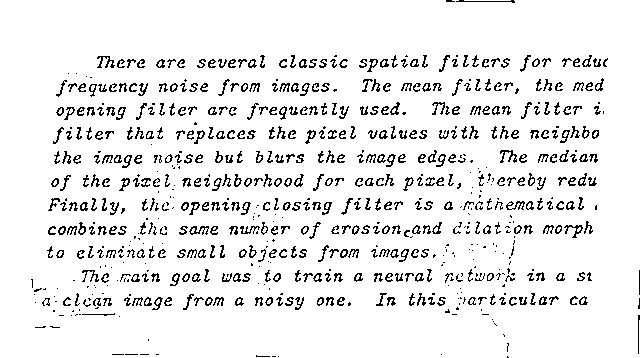 There are several classic spatial filters for reduc
frequency noise from images. The mean filter, the med
opening filter are frequently used. The mean filter i
filter that replaces the pixel values with the neighbo
the image noise but blurs the image edges. The median
of the pixel neighborhood for each pixel, thereby redu
Finally, the opening closing filter is a mathematical
combines the same number of erosion and dilation morph
to eliminate small objects from images.
The main goal was to train a neural network in a st
a clean image from a noisy one. In this particular ca